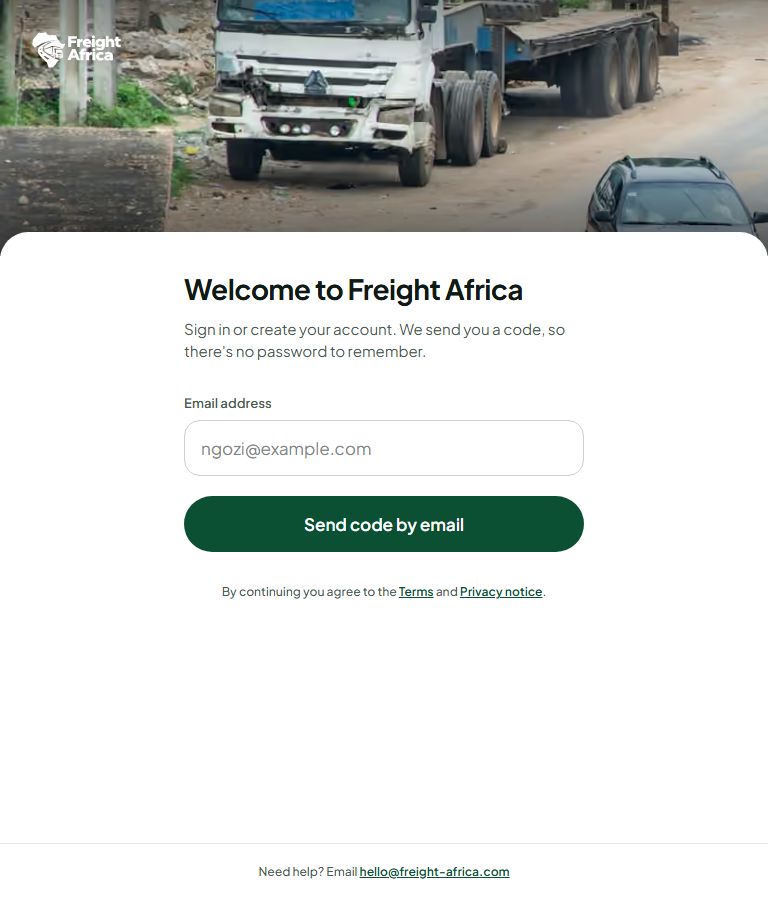 Freight
Africa
Welcome to Freight Africa
Sign in or create your account. We send you a code, so
there's no password to remember.
Email address
ngozi@example.com
Send code by email
By continuing you agree to the Terms and Privacy notice.
Need help? Email hello@freight-africa.com